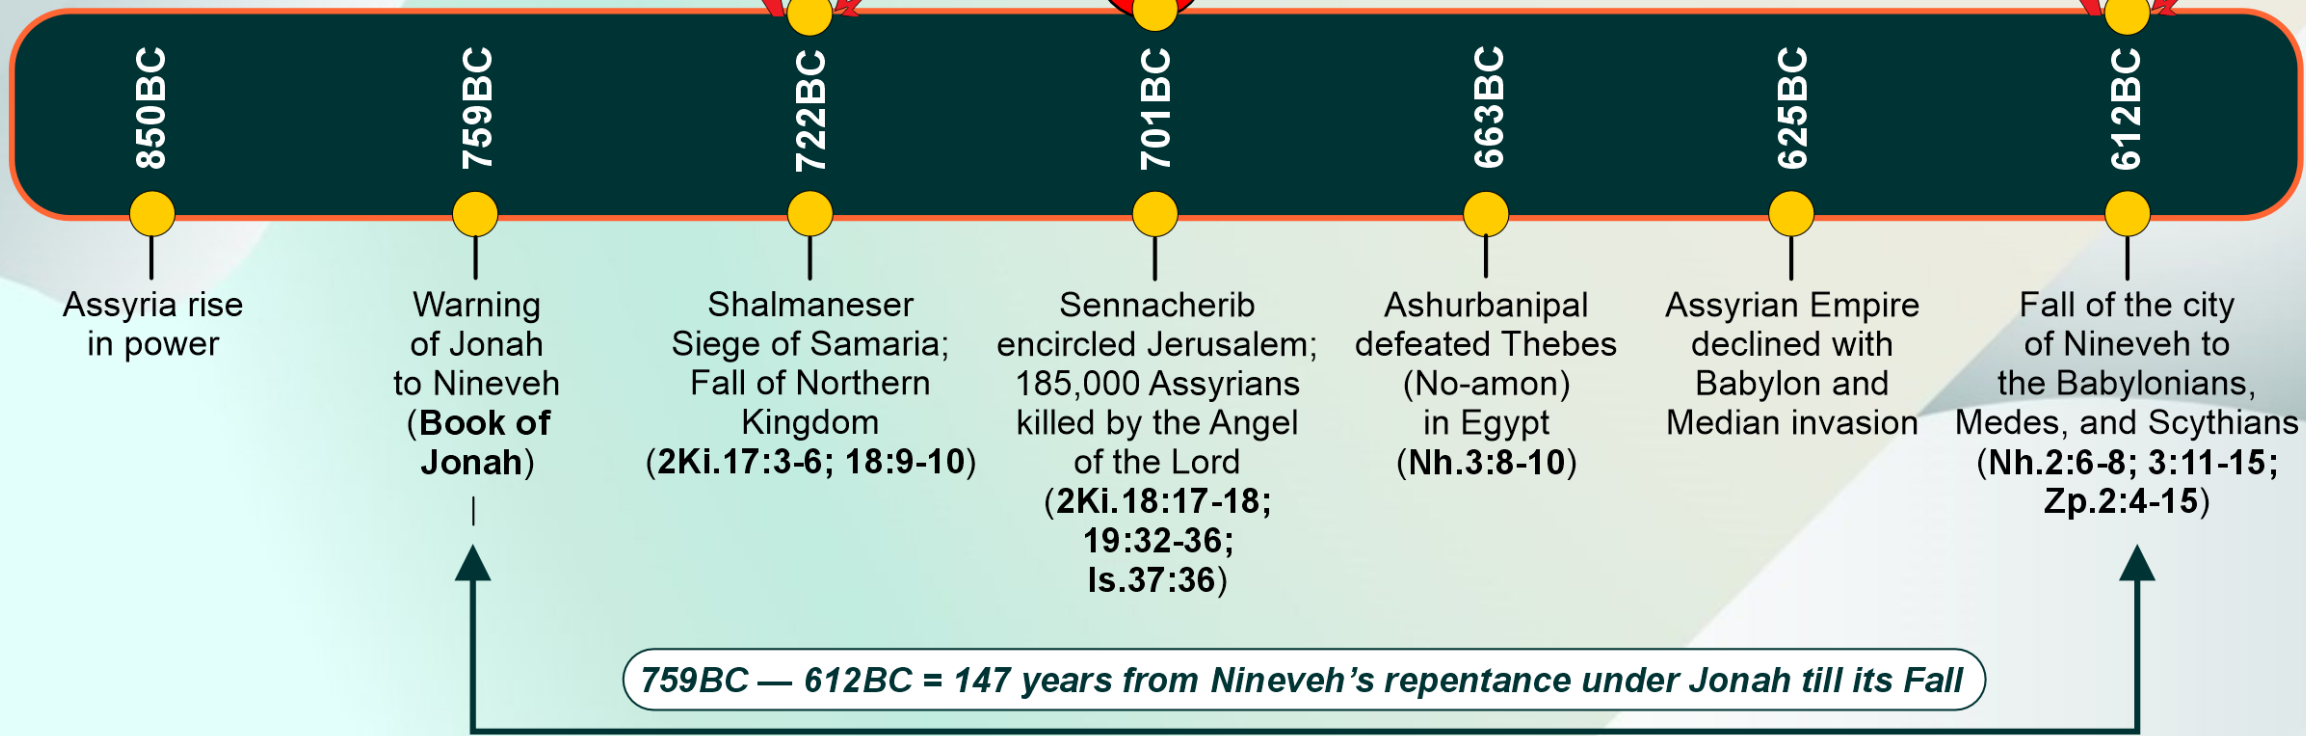 850BC
759BC
722BC
701BC
663BC
625BC
612BC
Assyria rise
in power
Warning
of Jonah
to Nineveh
(Book of
Jonah)
Shalmaneser
Siege of Samaria;
Fall of Northern
Kingdom
(2Ki.17:3-6; 18:9-10)
Sennacherib
encircled Jerusalem;
185,000 Assyrians
killed by the Angel
of the Lord
(2Ki.18:17-18;
19:32-36;
Is.37:36)
Ashurbanipal
defeated Thebes
(No-amon)
in Egypt
(Nh.3:8-10)
Assyrian Empire
declined with
Babylon and
Median invasion
Fall of the city
of Nineveh to
the Babylonians,
Medes, and Scythians
(Nh.2:6-8; 3:11-15;
Zp.2:4-15)
759BC — 612BC = 147 years from Nineveh’s repentance under Jonah till its Fall